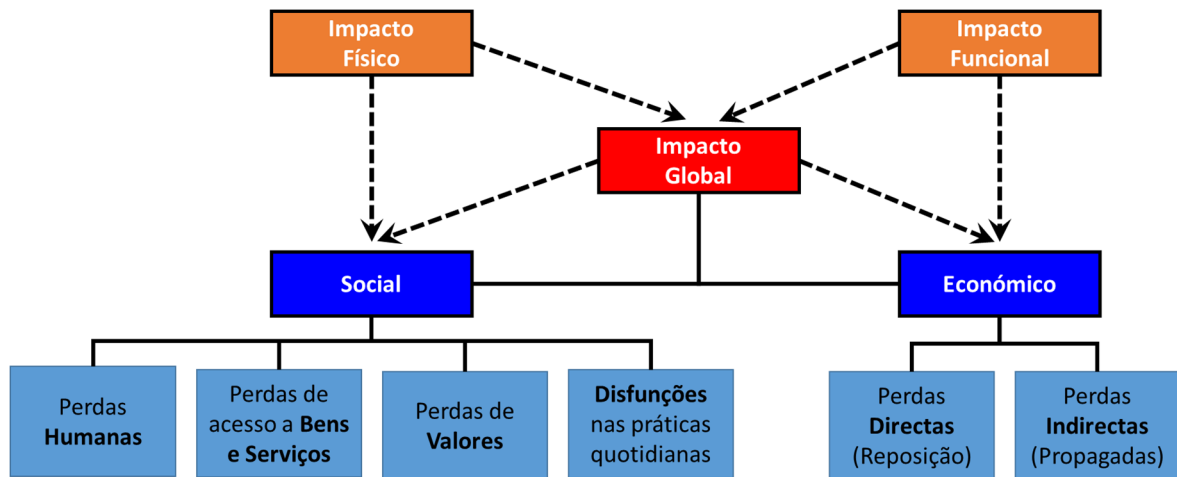 Impacto
Físico
Impacto
Funcional
Impacto
Global
Social
Económico
Perdas
Humanas
Perdas de
acesso a Bens
e Serviços
Perdas de
Valores
Disfunções
nas práticas
quotidianas
Perdas
Directas
(Reposição)
Perdas
Indirectas
(Propagadas)